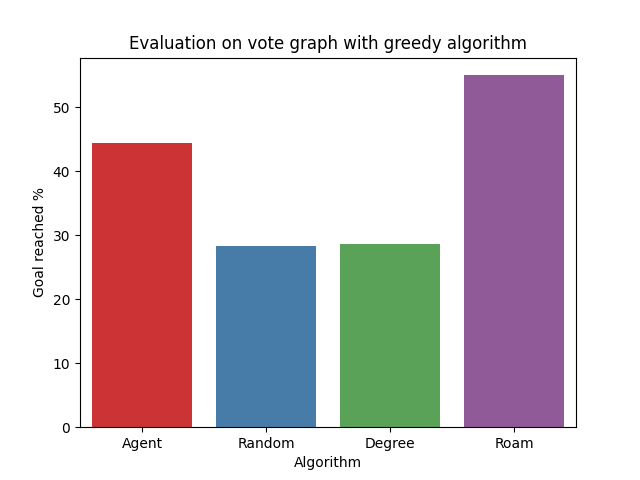 Evaluation on vote graph with greedy algorithm
Goal reached %
50
40
30
20
10
0
Agent
Random
Degree
Roam
Algorithm